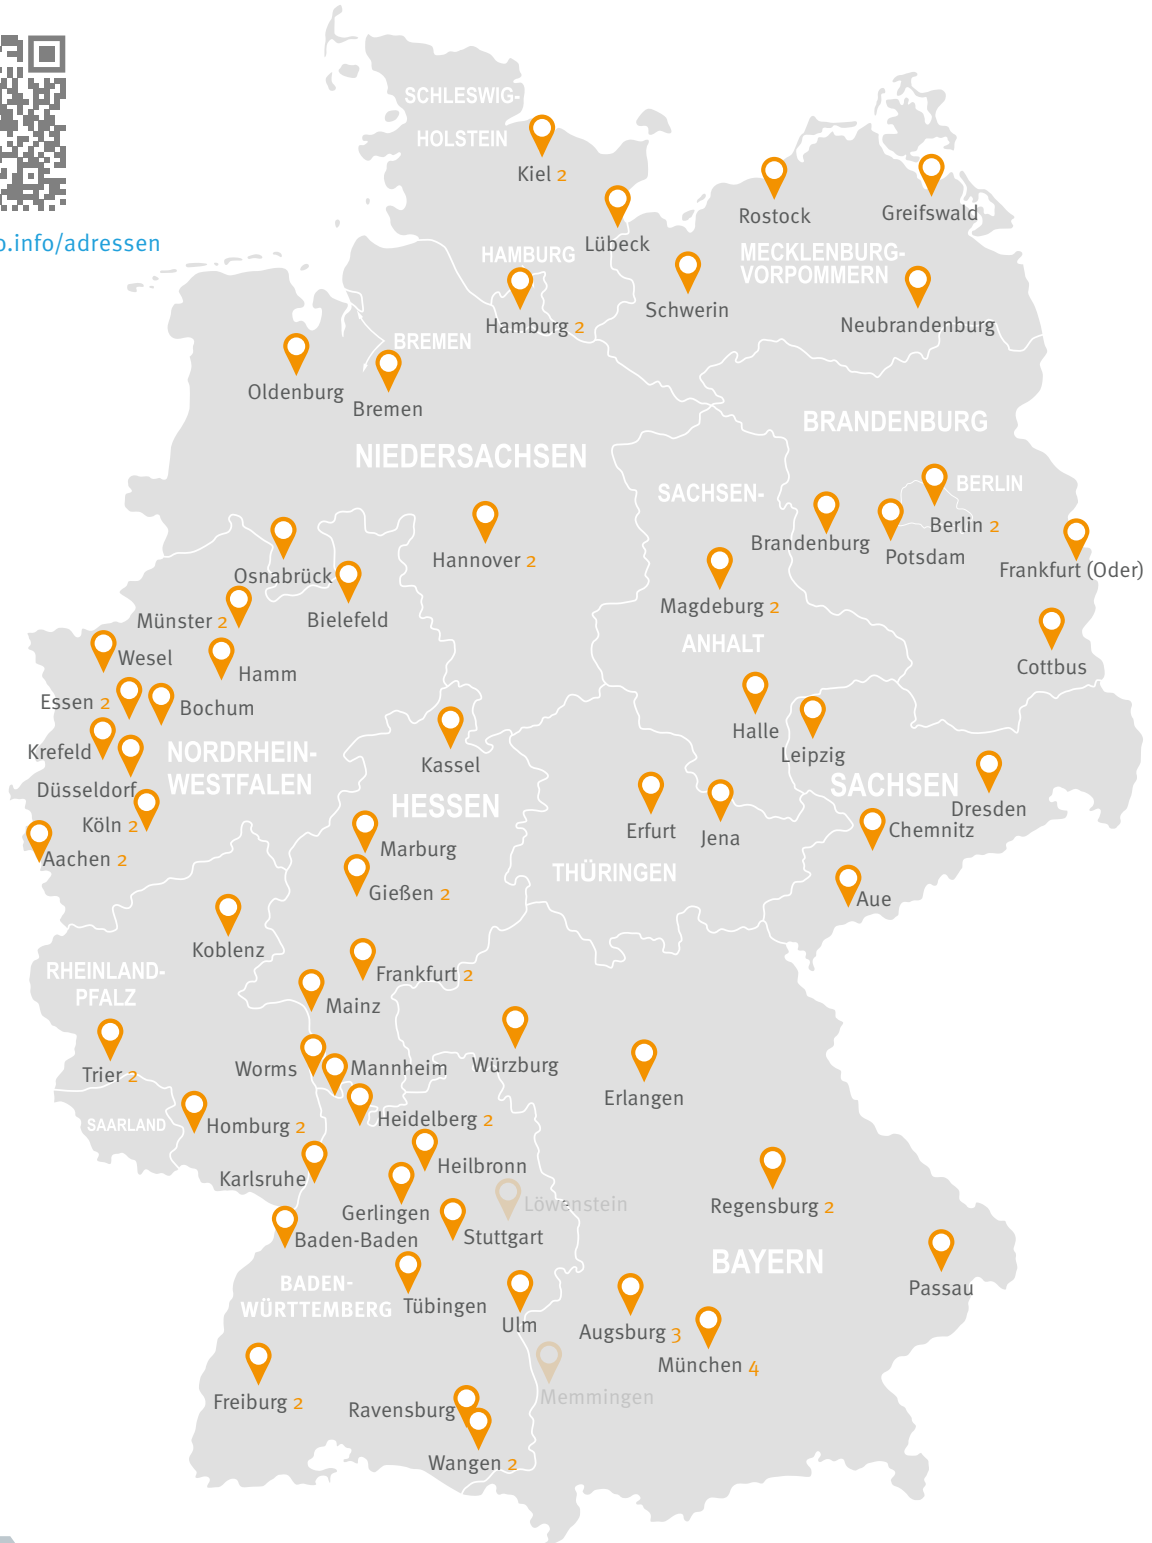 SCHLESWIG-
HOLSTEIN
Kiel 2
Lübeck
Rostock
Greifswald
o.info/adressen
HAMBURG
Hamburg 2
Schwerin
MECKLENBURG-
VORPOMMERN
Neubrandenburg
BREMEN
Oldenburg
Bremen
NIEDERSACHSEN
BRANDENBURG
SACHSEN-
BERLIN
Berlin 2
Brandenburg
Potsdam
Hannover 2
Frankfurt (Oder)
Osnabrück
Magdeburg 2
Münster 2
Bielefeld
ANHALT
Wesel
Hamm
Cottbus
Essen 2
Bochum
Halle
Krefeld
NORDRHEIN-
WESTFALEN
Kassel
Leipzig
Düsseldorf
HESSEN
SACHSEN
Dresden
Köln 2
Erfurt
Jena
Chemnitz
Aachen 2
Marburg
THÜRINGEN
Gießen 2
Aue
Koblenz
RHEINLAND-
PFALZ
Frankfurt 2
Mainz
Trier 2
Worms
Mannheim
Würzburg
Erlangen
SAARLAND
Homburg 2
Heidelberg 2
Karlsruhe
Heilbronn
Löwenstein
Regensburg 2
Gerlingen
Stuttgart
Baden-Baden
BAYERN
Passau
BADEN-
WÜRTTEMBERG
Tübingen
Ulm
Augsburg 3
München 4
Memmingen
Freiburg 2
Ravensburg
Wangen 2